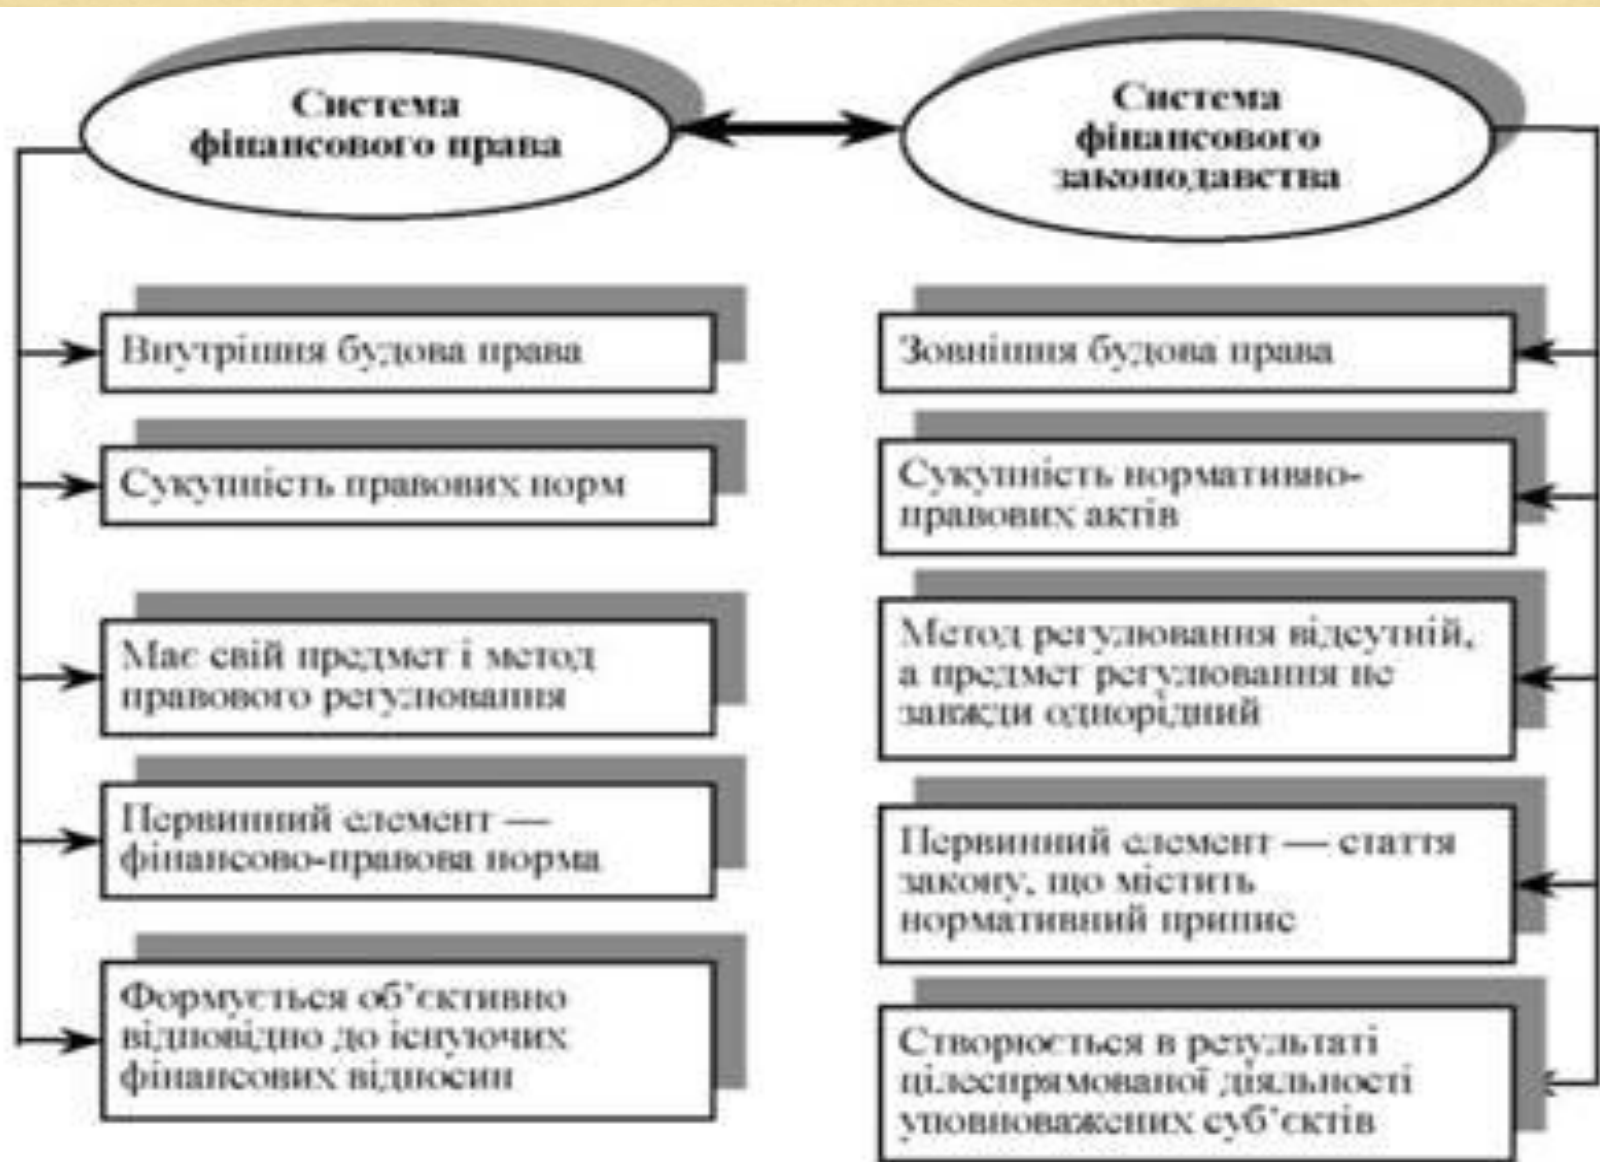 Система
фінансового права
Система
фінансового
законодавства
Внутрішня будова права
Сукупність правових норм
Має свій предмет і метод
правового регулювання
Первинний елемент —
фінансово-правова норма
Формується об’єктивно
відповідно до існуючих
фінансових відносин
Зовнішня будова права
Сукупність нормативно-
правових актів
Метод регулювання відсутній,
а предмет регулювання не
завжди однорідний
Первинний елемент — стаття
закону, що містить
нормативний припис
Створюється в результаті
цілеспрямованої діяльності
уповноважених суб’єктів